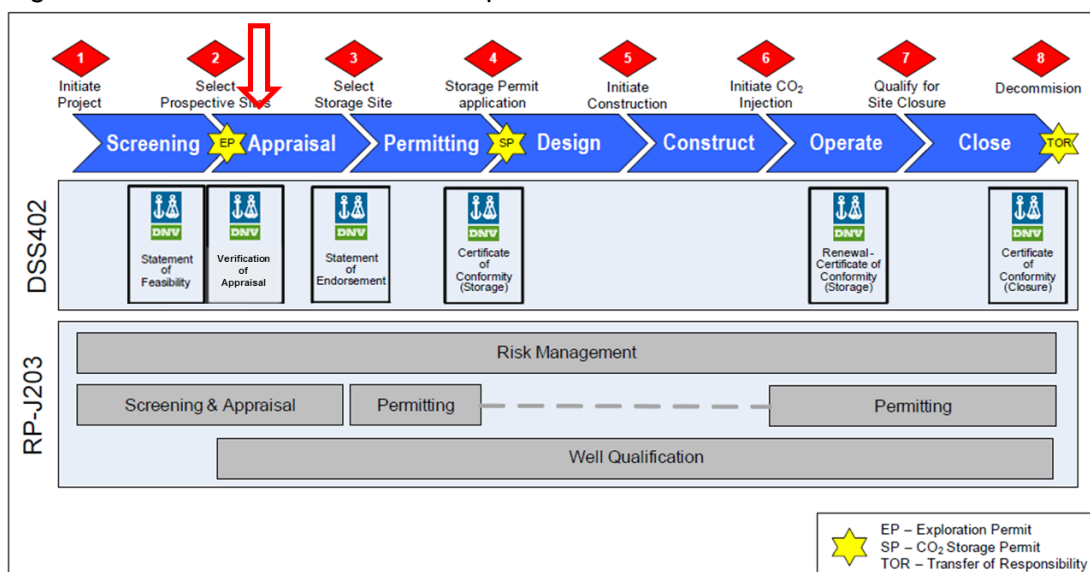 1
2
3
4
5
6
7
8
Initiate
Project
Select
Prospective Sites
Select
Storage Site
Storage Permit
application
Initiate
Construction
Initiate CO2
Injection
Qualify for
Site Closure
Decommision
Screening
EP
Appraisal
Permitting
SP
Design
Construct
Operate
Close
TOR
DSS402
DNV
Statement
of
Feasibility
DNV
Verification
of
Appraisal
DNV
Statement
of
Endorsement
DNV
Certificate
of
Conformity
(Storage)
DNV
Renewal-
Certificate of
Conformity
(Storage)
DNV
Certificate
of
Conformity
(Closure)
RP-J203
Risk Management
Screening & Appraisal
Permitting
Permitting
Well Qualification
EP – Exploration Permit
SP – CO2 Storage Permit
TOR – Transfer of Responsibility